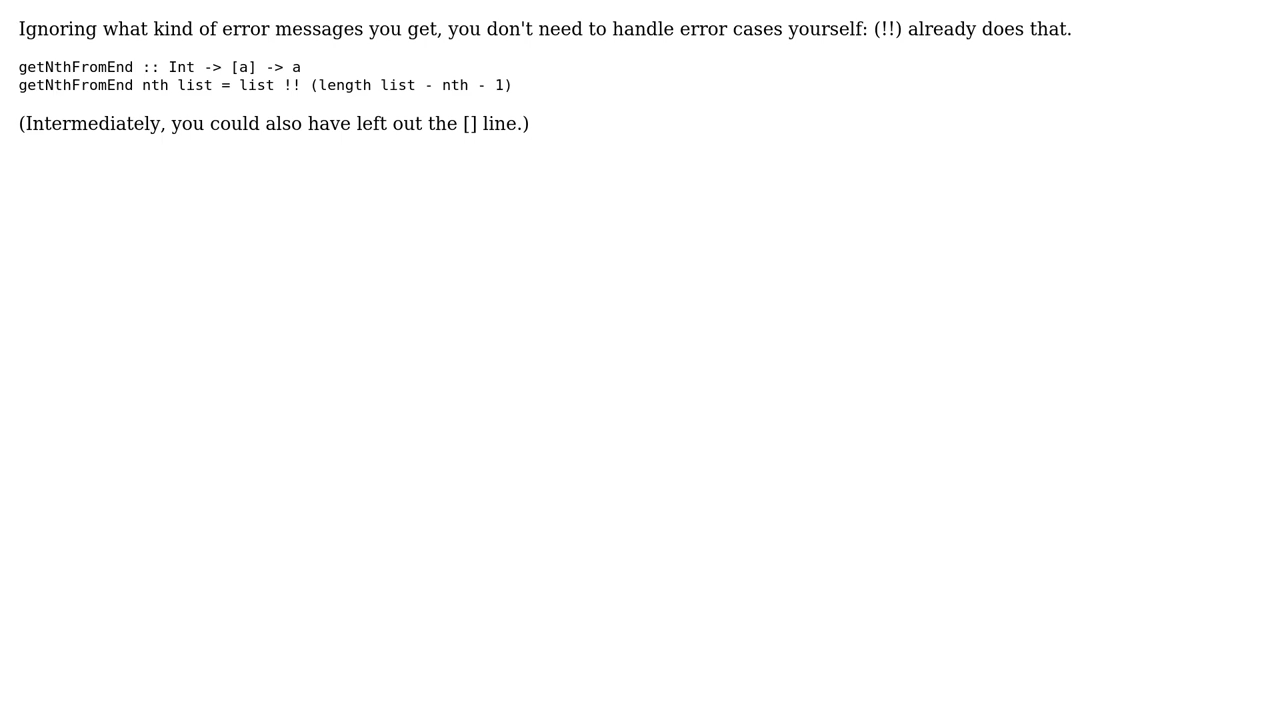 Ignoring what kind of error messages you get, you don't need to handle error cases yourself: (!!) already does that.
getNthFromEnd :: Int -> [a] -> a
getNthFromEnd nth list = list !! (length list - nth - 1)
(Intermediately, you could also have left out the [] line.)